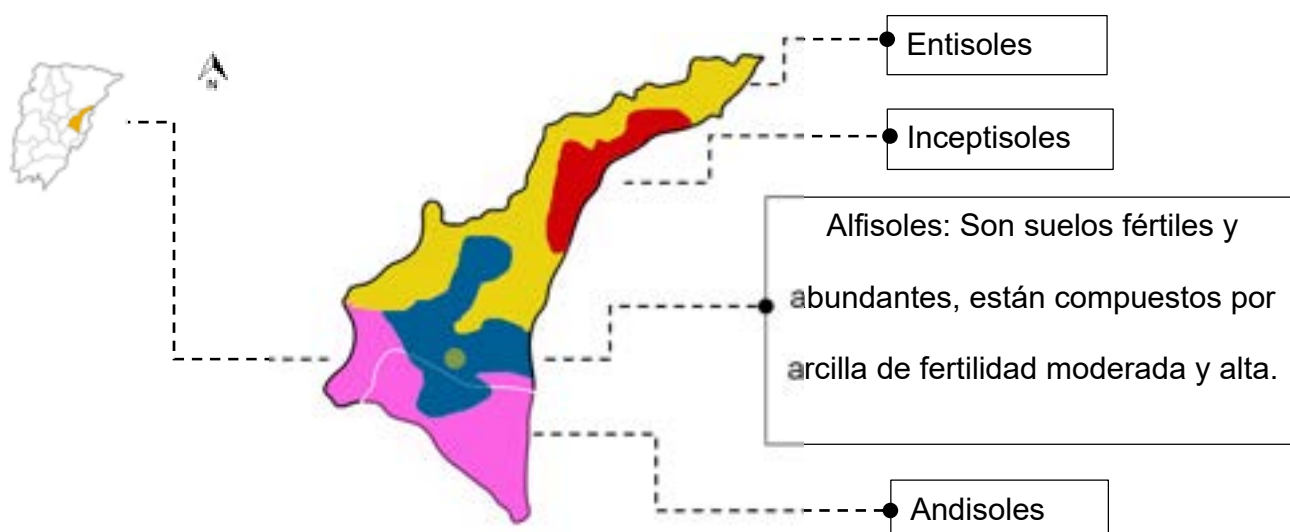 N
Entisoles
Inceptisoles
Alfisoles: Son suelos fértiles y
abundantes, están compuestos por
arcilla de fertilidad moderada y alta.
Andisoles